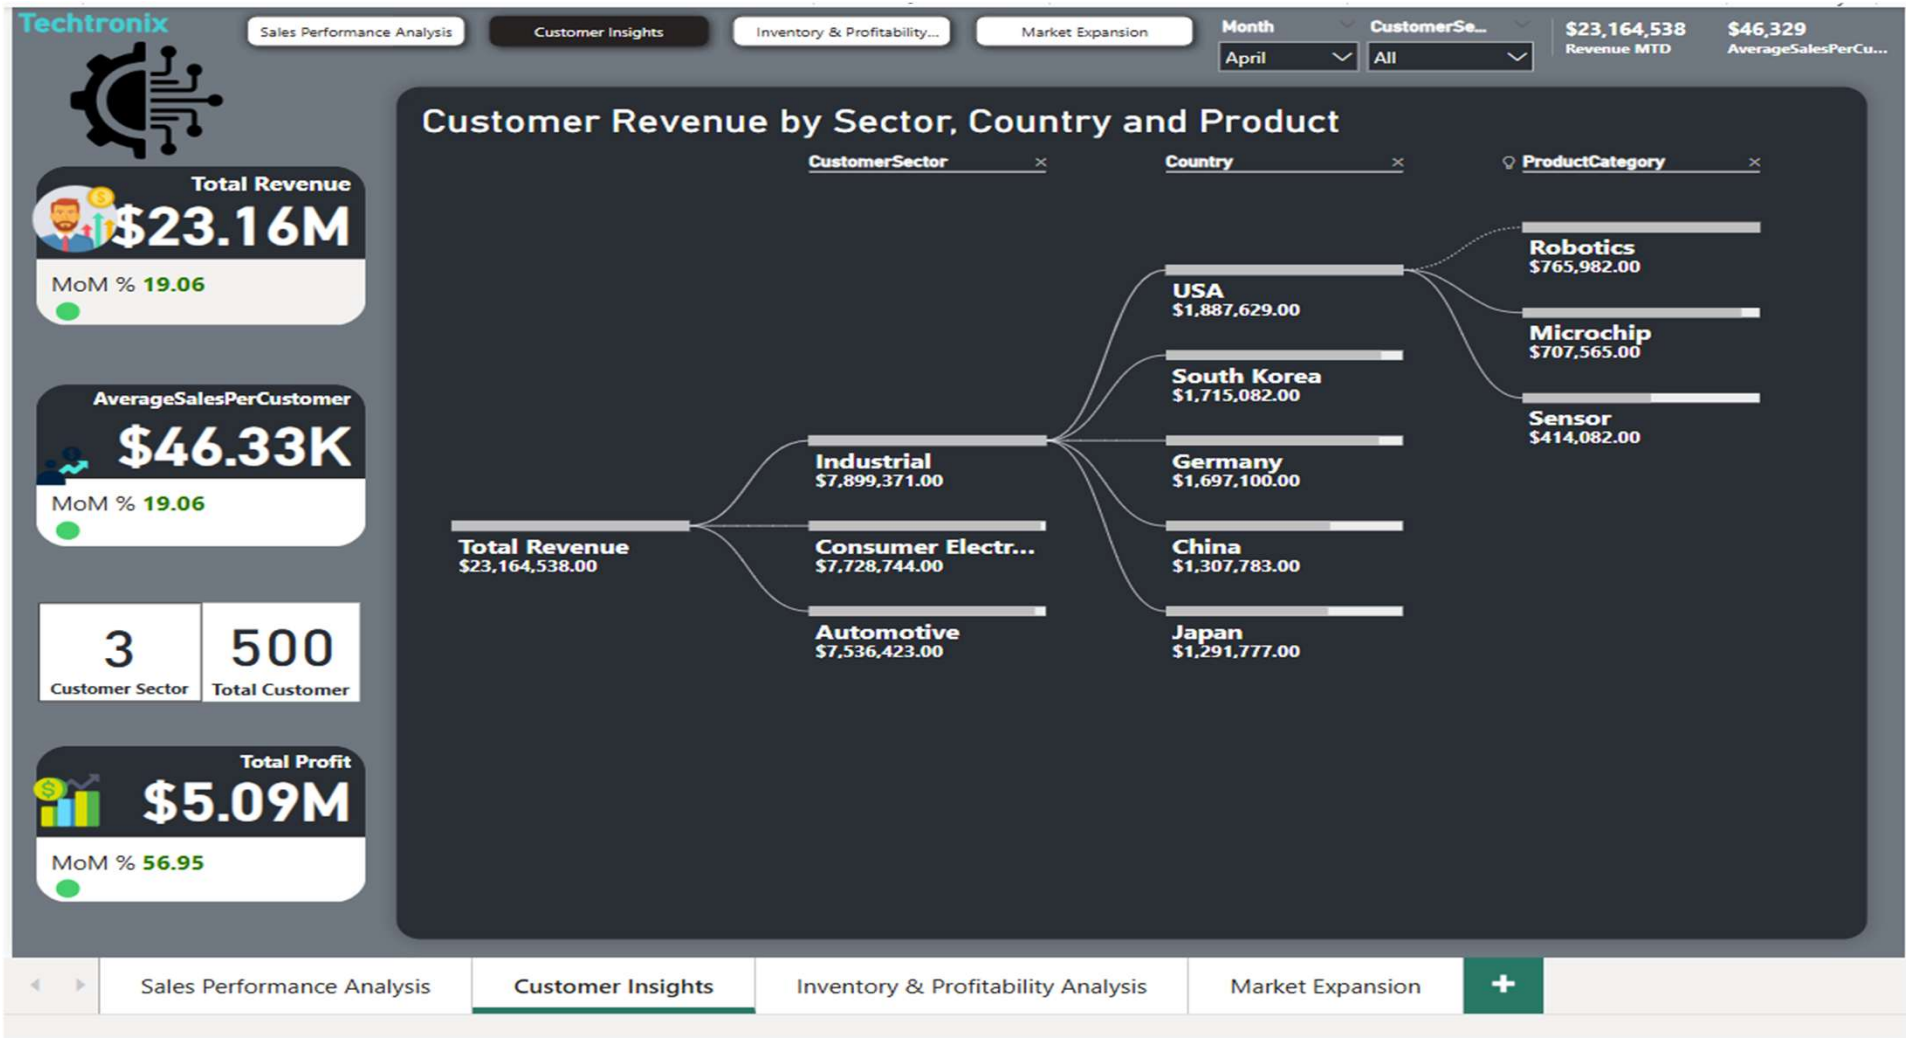 Techtronix
Sales Performance Analysis
Customer Insights
Inventory & Profitability...
Market Expansion
Month
April
CustomerSe...
All
$23,164,538
Revenue MTD
$46,329
AverageSalesPerCu...
Total Revenue
$23.16M
MoM % 19.06
AverageSalesPerCustomer
$46.33K
MoM % 19.06
3
Customer Sector
500
Total Customer
Total Profit
$5.09M
MoM % 56.95
Customer Revenue by Sector, Country and Product
CustomerSector
Country
ProductCategory
Total Revenue
$23,164,538.00
Industrial
$7,899,371.00
Consumer Electr...
$7,728,744.00
Automotive
$7,536,423.00
USA
$1,887,629.00
South Korea
$1,715,082.00
Germany
$1,697,100.00
China
$1,307,783.00
Japan
$1,291,777.00
Robotics
$765,982.00
Microchip
$707,565.00
Sensor
$414,082.00
Sales Performance Analysis
Customer Insights
Inventory & Profitability Analysis
Market Expansion